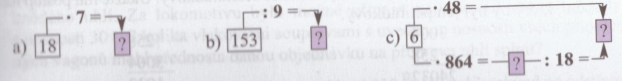 a) 18 · 7 = ?
b) 153 : 9 = ?
c) 6 · 48 = ?
· 864 = ? : 18 =